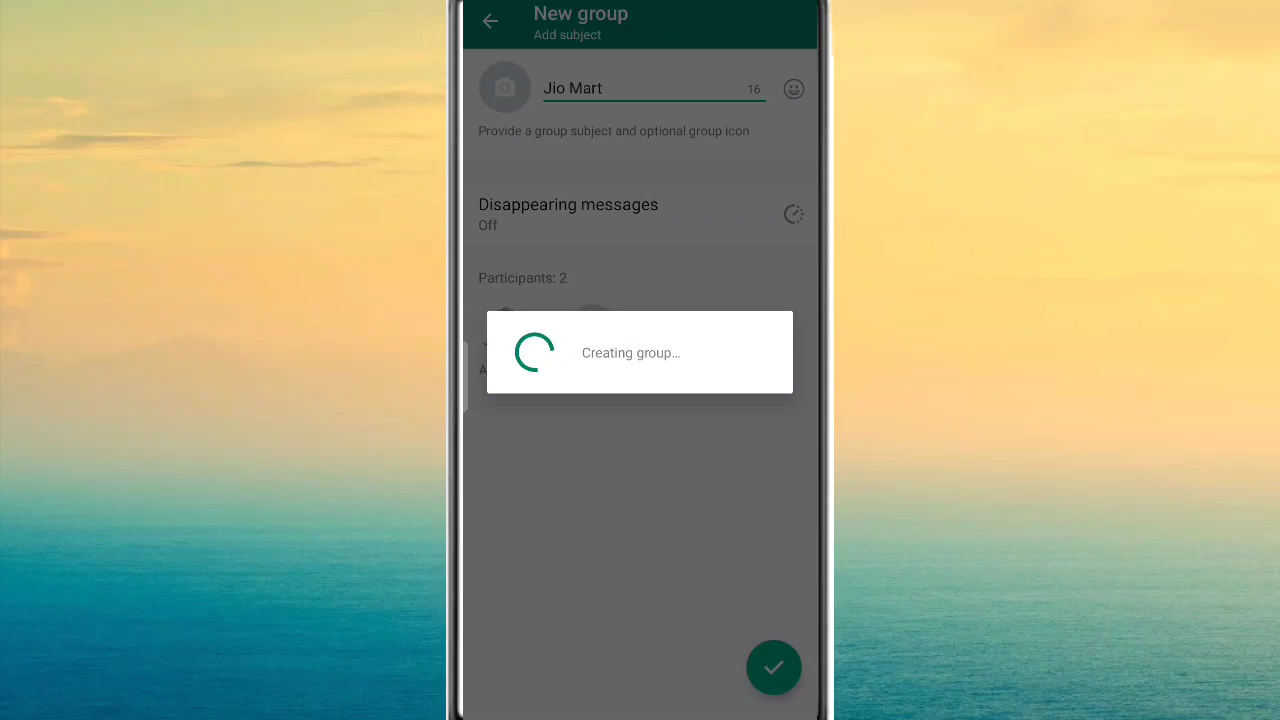 New group
Add subject
Jio Mart 16
Provide a group subject and optional group icon
Disappearing messages
Off
Participants: 2
Creating group...
A